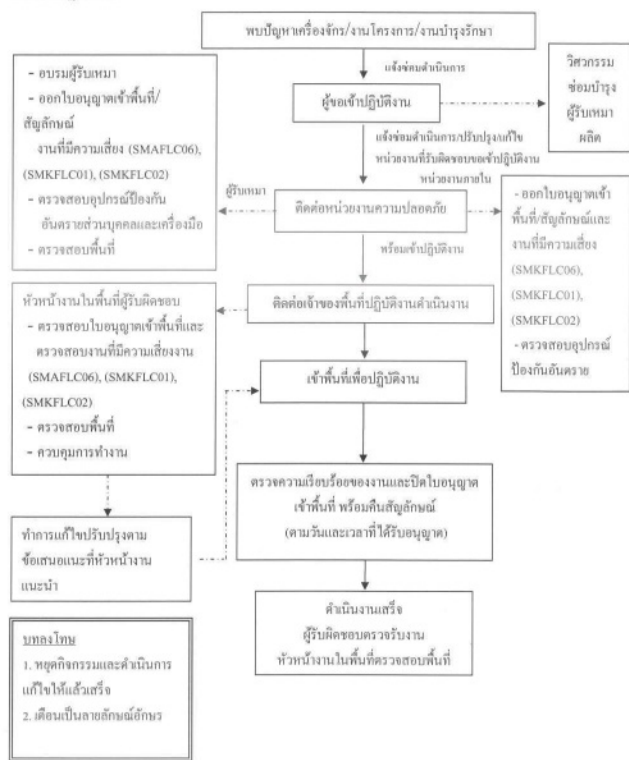 พบปัญหาเครื่องจักร/งานโครงการ/งานบำรุงรักษา
แจ้งซ่อมดำเนินการ
ผู้ขอเข้าปฏิบัติงาน
วิศวกรรม
ซ่อมบำรุง
ผู้รับเหมา
ผลิต
แจ้งซ่อมดำเนินการ/ปรับปรุง/แก้ไข
หน่วยงานที่รับผิดชอบขอเข้าปฏิบัติงาน
หน่วยงานภายใน
ผู้รับเหมา
- อบรมผู้รับเหมา
- ออกใบอนุญาตเข้าพื้นที่/
สัญลักษณ์
งานที่มีความเสี่ยง (SMAFLC06),
(SMKFLC01), (SMKFLC02)
- ตรวจสอบอุปกรณ์ป้องกัน
อันตรายส่วนบุคคลและเครื่องมือ
- ตรวจสอบพื้นที่
ติดต่อหน่วยงานความปลอดภัย
- ออกใบอนุญาตเข้า
พื้นที่/สัญลักษณ์และ
งานที่มีความเสี่ยง
(SMKFLC06),
(SMKFLC01),
(SMKFLC02)
- ตรวจสอบอุปกรณ์
ป้องกันอันตราย
พร้อมเข้าปฏิบัติงาน
ติดต่อเจ้าของพื้นที่ปฏิบัติงานดำเนินงาน
หัวหน้างานในพื้นที่ผู้รับผิดชอบ
- ตรวจสอบใบอนุญาตเข้าพื้นที่และ
ตรวจสอบงานที่มีความเสี่ยงงาน
(SMAFLC06), (SMKFLC01),
(SMKFLC02)
- ตรวจสอบพื้นที่
- ควบคุมการทำงาน
เข้าพื้นที่เพื่อปฏิบัติงาน
ทำการแก้ไขปรับปรุงตาม
ข้อเสนอแนะที่หัวหน้างาน
แนะนำ
ตรวจความเรียบร้อยของงานและปิดใบอนุญาต
เข้าพื้นที่ พร้อมคืนสัญลักษณ์
(ตามวันและเวลาที่ได้รับอนุญาต)
ดำเนินงานเสร็จ
ผู้รับผิดชอบตรวจรับงาน
หัวหน้างานในพื้นที่ตรวจสอบพื้นที่
บทลงโทษ
1. หยุดกิจกรรมและดำเนินการ
แก้ไขให้แล้วเสร็จ
2. เตือนเป็นลายลักษณ์อักษร